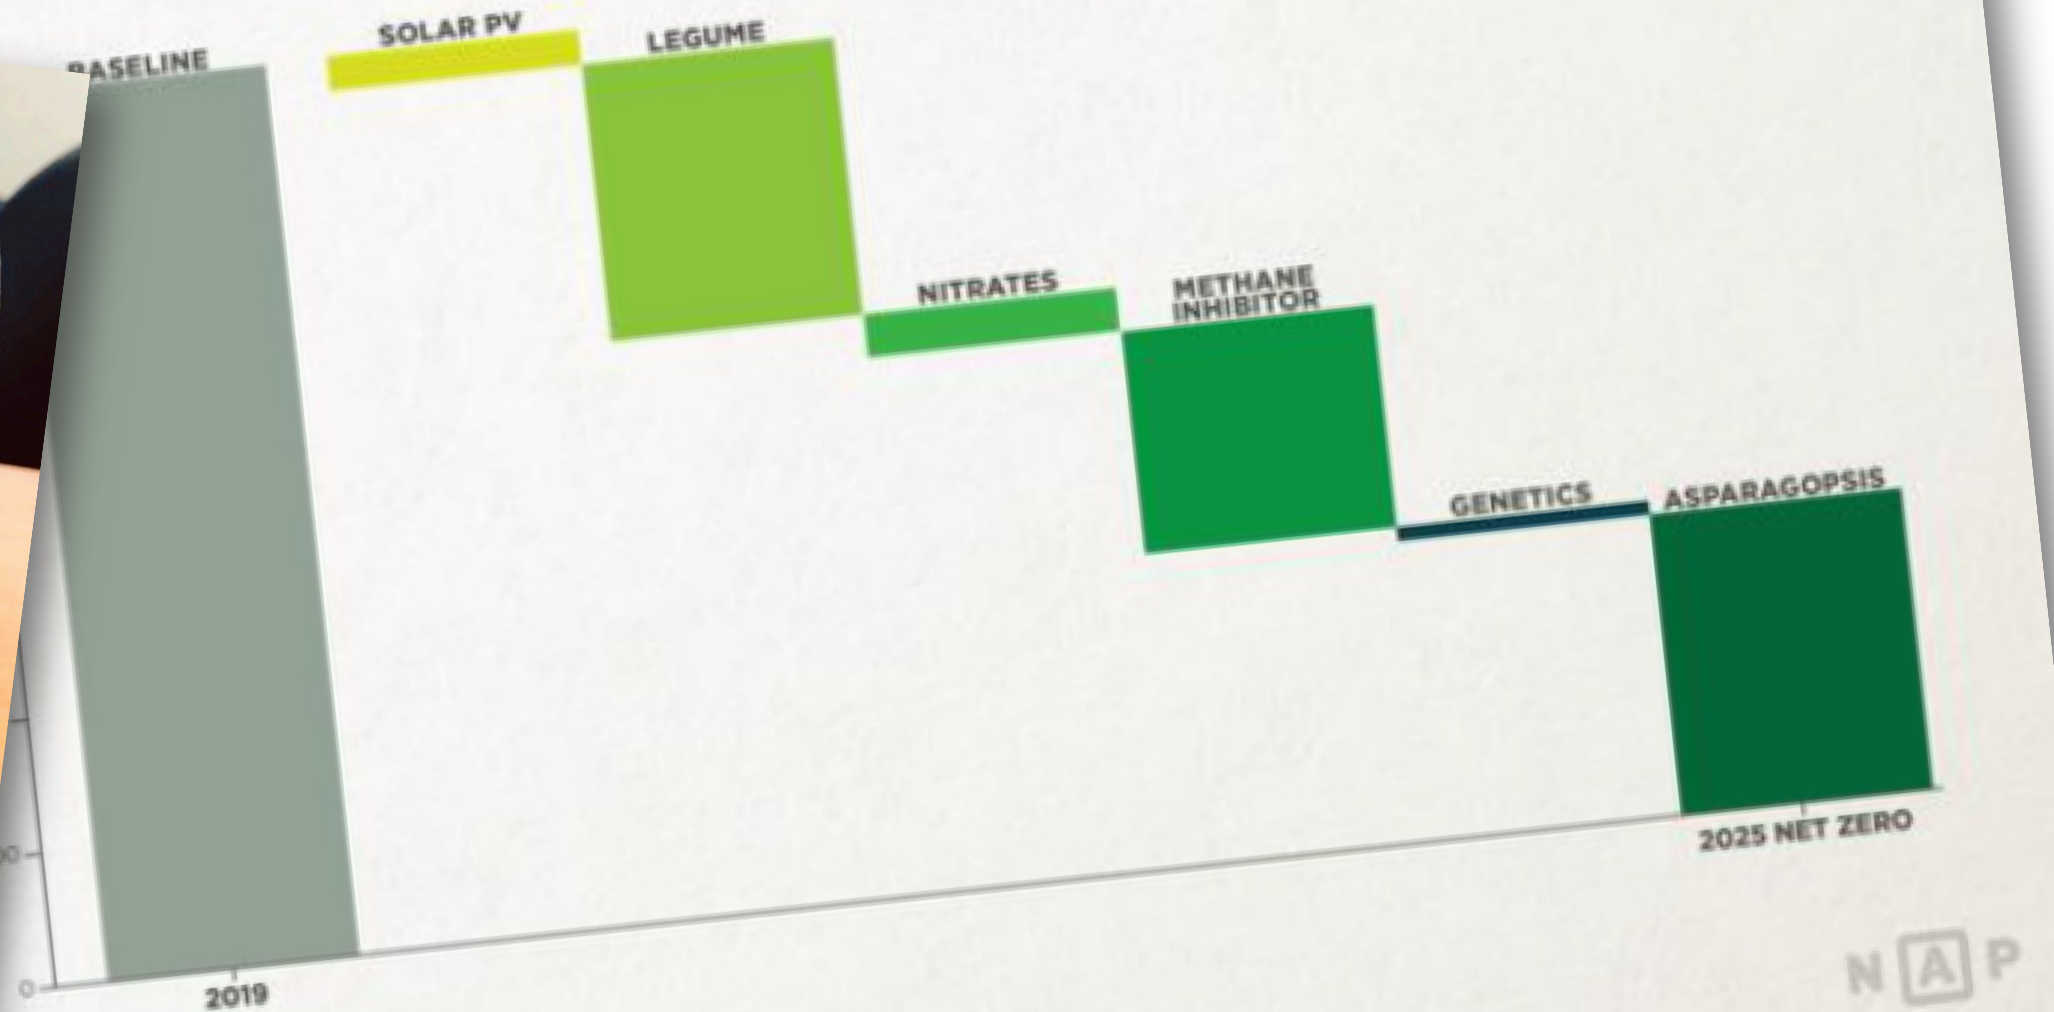 BASELINE
SOLAR PV
LEGUME
NITRATES
METHANE
INHIBITOR
GENETICS
ASPARAGOPSIS
0
2019
2025 NET ZERO
N A P